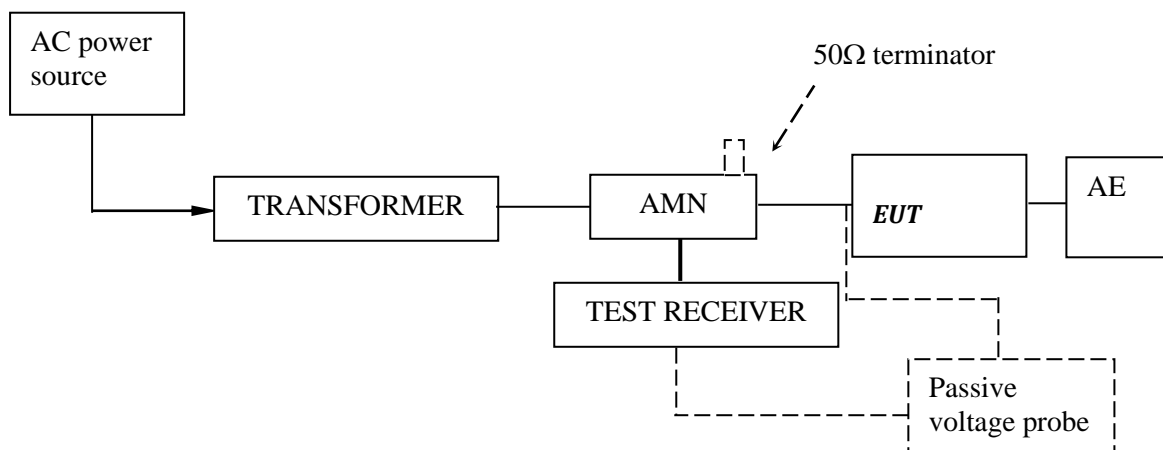 AC power
source
50Ω terminator
TRANSFORMER
AMN
EUT
AE
TEST RECEIVER
Passive
voltage probe